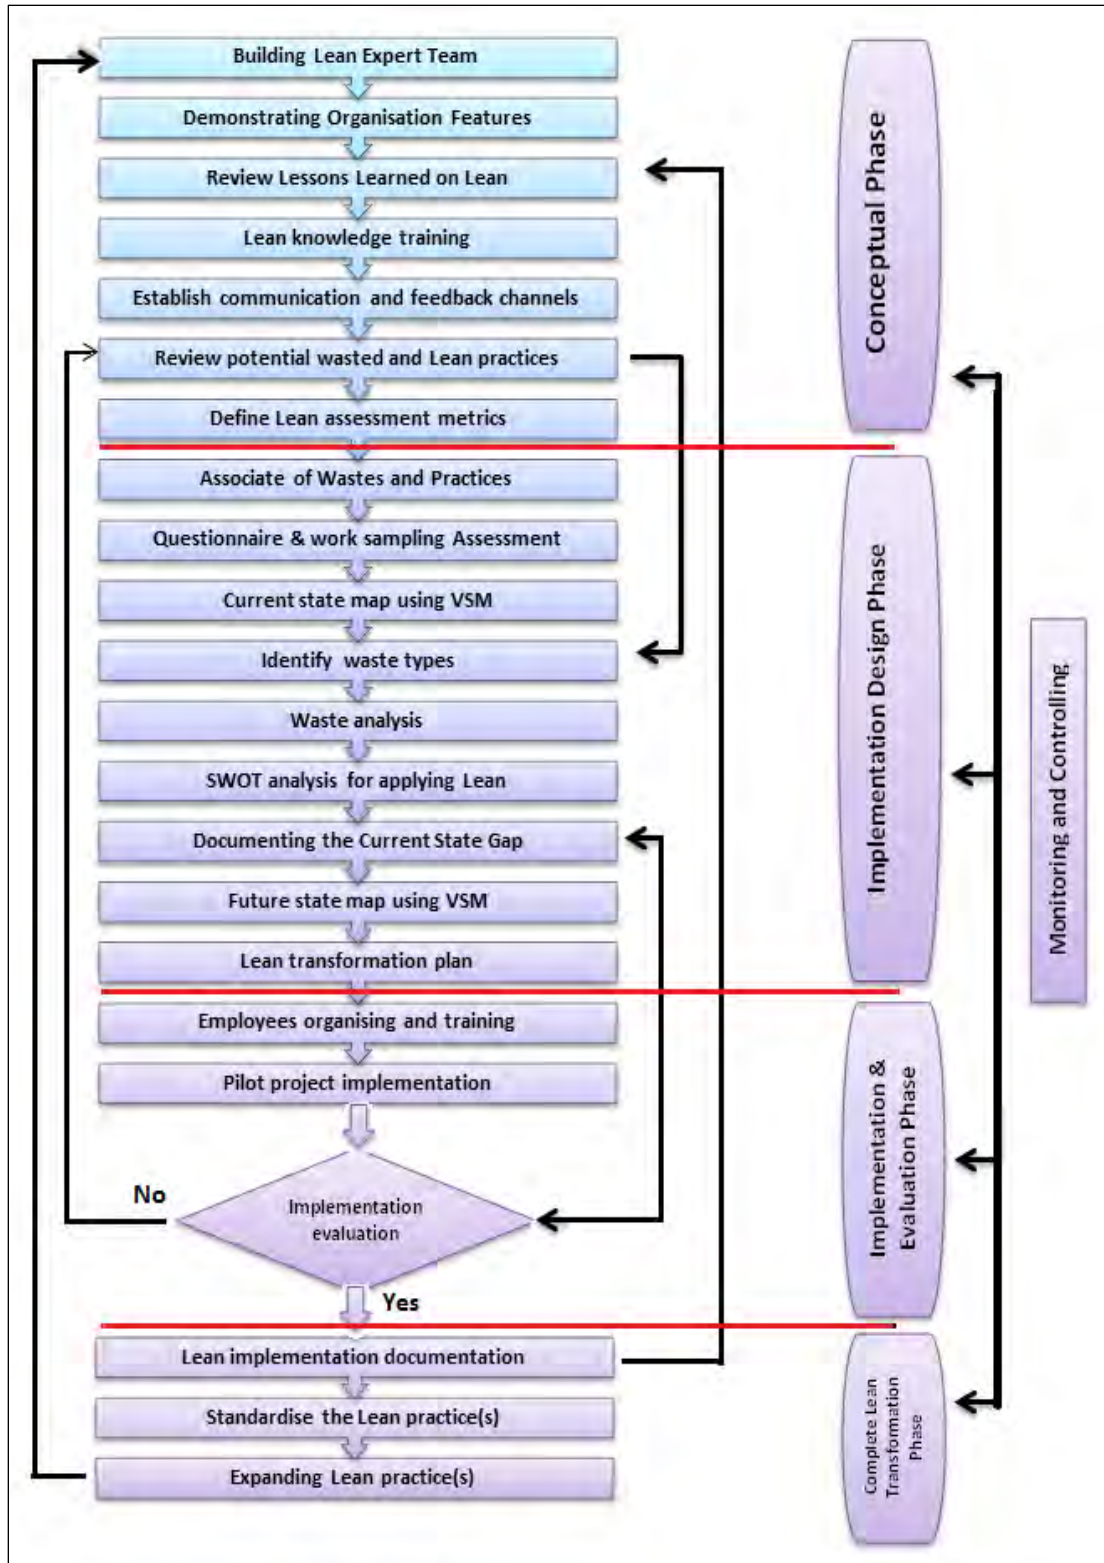 Building Lean Expert Team
Demonstrating Organisation Features
Review Lessons Learned on Lean
Lean knowledge training
Establish communication and feedback channels
Review potential wasted and Lean practices
Define Lean assessment metrics
Associate of Wastes and Practices
Questionnaire & work sampling Assessment
Current state map using VSM
Identify waste types
Waste analysis
SWOT analysis for applying Lean
Documenting the Current State Gap
Future state map using VSM
Lean transformation plan
Employees organising and training
Pilot project implementation
No
Implementation
evaluation
Yes
Lean implementation documentation
Standardise the Lean practice(s)
Expanding Lean practice(s)
Conceptual Phase
Implementation Design Phase
Implementation &
Evaluation Phase
Complete Lean
Transformation
Phase
Monitoring and Controlling